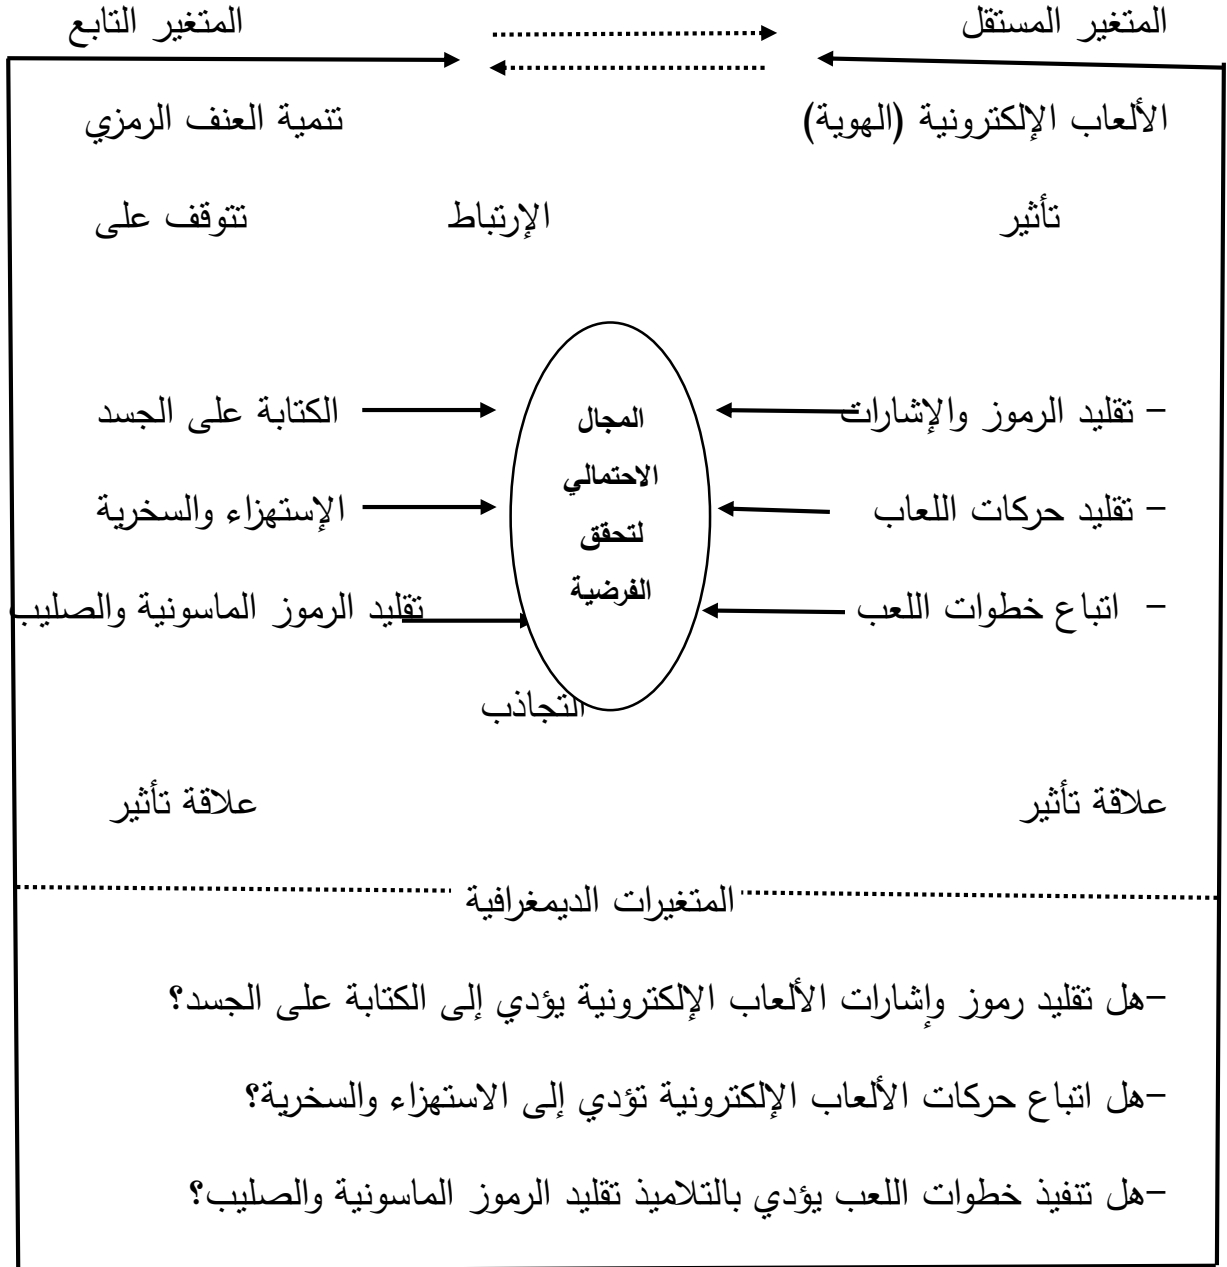 المتغير المستقل المتغير التابع
الألعاب الإلكترونية (الهوية) تنمية العنف الرمزي
تأثير الإرتباط تتوقف على
- تقليد الرموز والإشارات المجال الكتابة على الجسد
الاحتمالي
- تقليد حركات اللعاب لتحقق الإستهزاء والسخرية
- اتباع خطوات اللعب الفرضية تقليد الرموز الماسونية والصليب
التجاذب
علاقة تأثير علاقة تأثير
المتغيرات الديمغرافية
-هل تقليد رموز وإشارات الألعاب الإلكترونية يؤدي إلى الكتابة على الجسد؟
-هل اتباع حركات الألعاب الإلكترونية تؤدي إلى الاستهزاء والسخرية؟
-هل تنفيذ خطوات اللعب يؤدي بالتلاميذ تقليد الرموز الماسونية والصليب؟